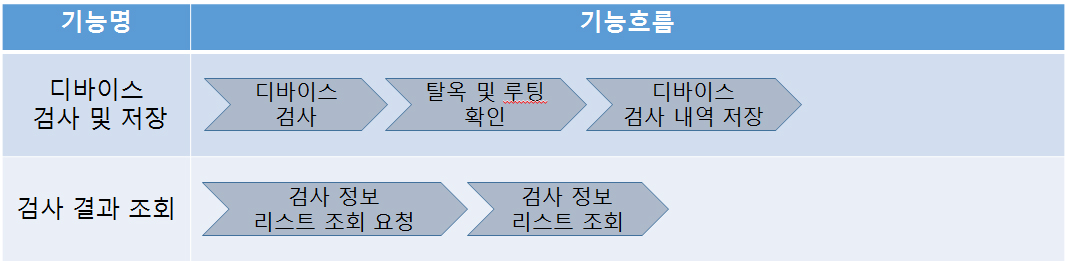 기능명
기능흐름
디바이스
검사 및 저장
디바이스
검사
탈옥 및 루팅
확인
디바이스
검사 내역 저장
검사 결과 조회
검사 정보
리스트 조회 요청
검사 정보
리스트 조회